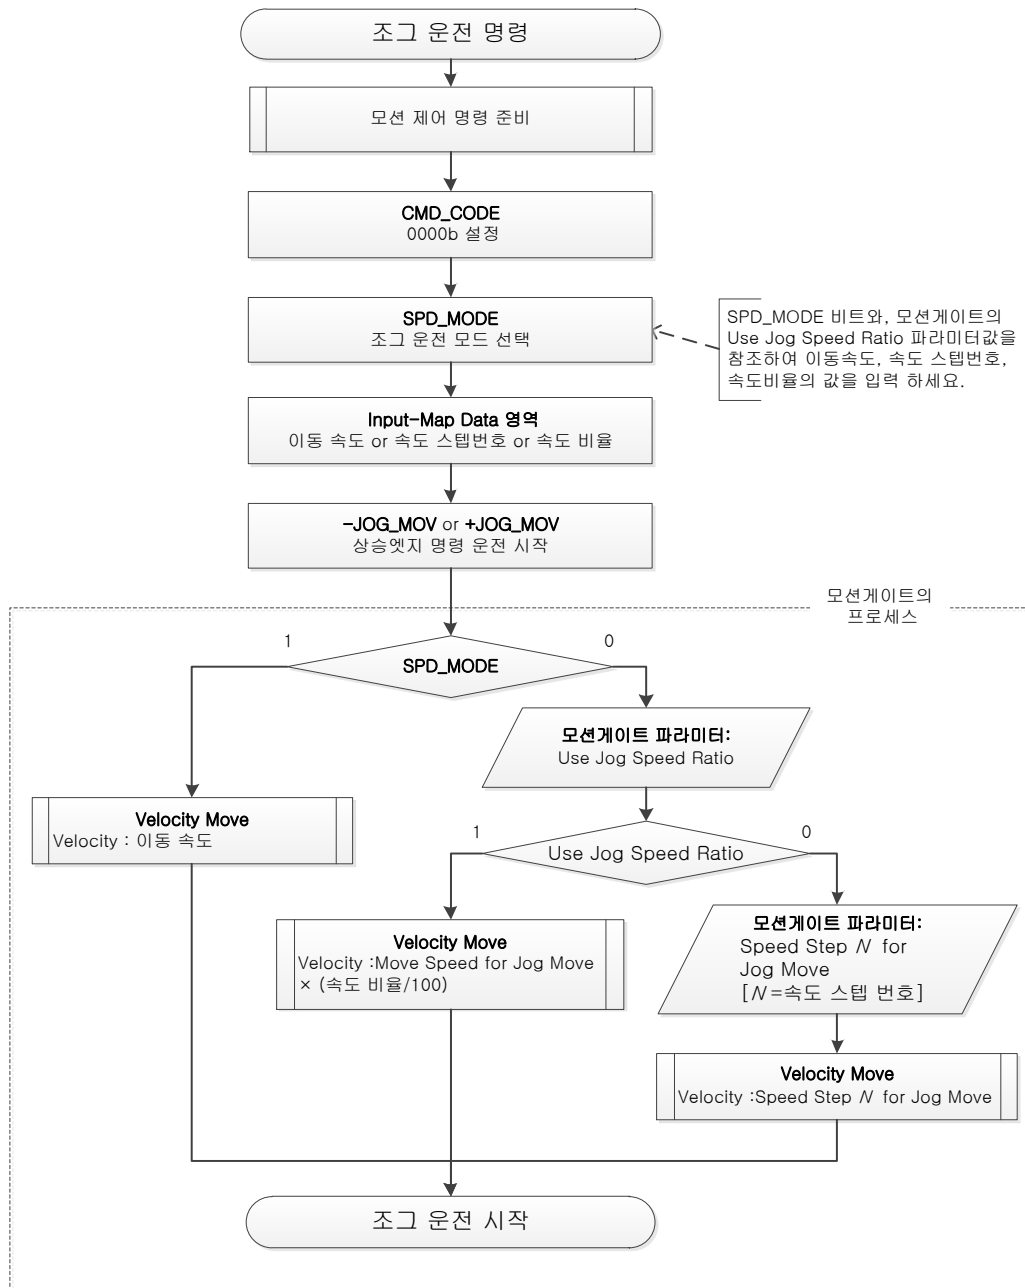 조그 운전 명령
모션 제어 명령 준비
CMD_CODE
0000b 설정
SPD_MODE
조그 운전 모드 선택
SPD_MODE 비트와, 모션게이트의
Use Jog Speed Ratio 파라미터값을
참조하여 이동속도, 속도 스텝번호,
속도비율의 값을 입력 하세요.
Input-Map Data 영역
이동 속도 or 속도 스텝번호 or 속도 비율
-JOG_MOV or +JOG_MOV
상승엣지 명령 운전 시작
모션게이트의
프로세스
1
0
SPD_MODE
모션게이트 파라미터:
Use Jog Speed Ratio
Velocity Move
Velocity : 이동 속도
1
0
Use Jog Speed Ratio
Velocity Move
Velocity :Move Speed for Jog Move
× (속도 비율/100)
모션게이트 파라미터:
Speed Step N for
Jog Move
[N=속도 스텝 번호]
Velocity Move
Velocity :Speed Step N for Jog Move
조그 운전 시작